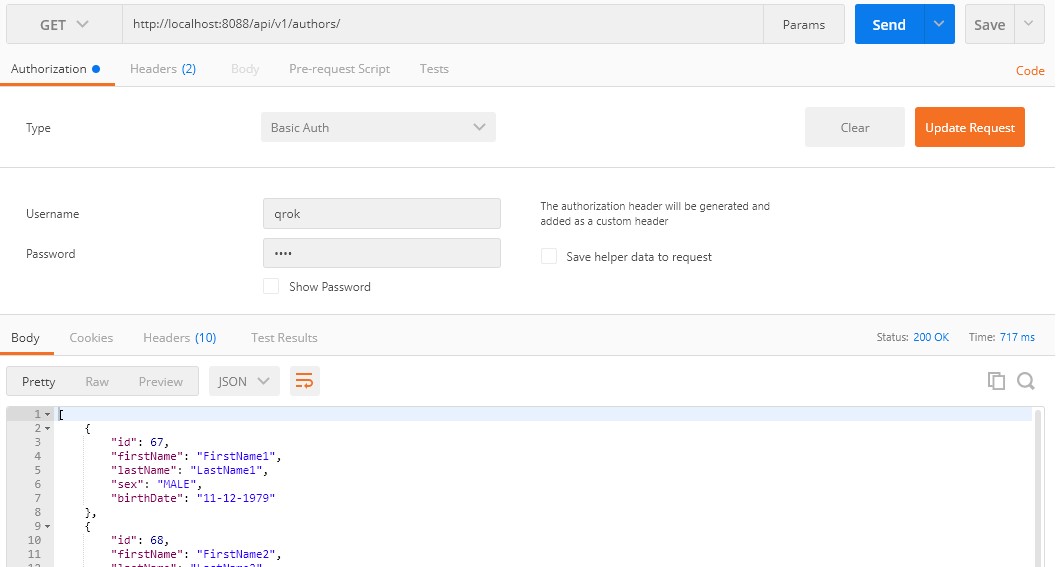 GET http://localhost:8088/api/v1/authors/ Params Send Save
Authorization Headers (2) Body Pre-request Script Tests Code
Type Basic Auth Clear Update Request
Username qrok The authorization header will be generated and
added as a custom header
Password •••• Save helper data to request
Show Password
Body Cookies Headers (10) Test Results Status: 200 OK Time: 717 ms
Pretty Raw Preview JSON
1 [
2 {
3 "id": 67,
4 "firstName": "FirstName1",
5 "lastName": "LastName1",
6 "sex": "MALE",
7 "birthDate": "11-12-1979"
8 },
9 {
10 "id": 68,
11 "firstName": "FirstName2",